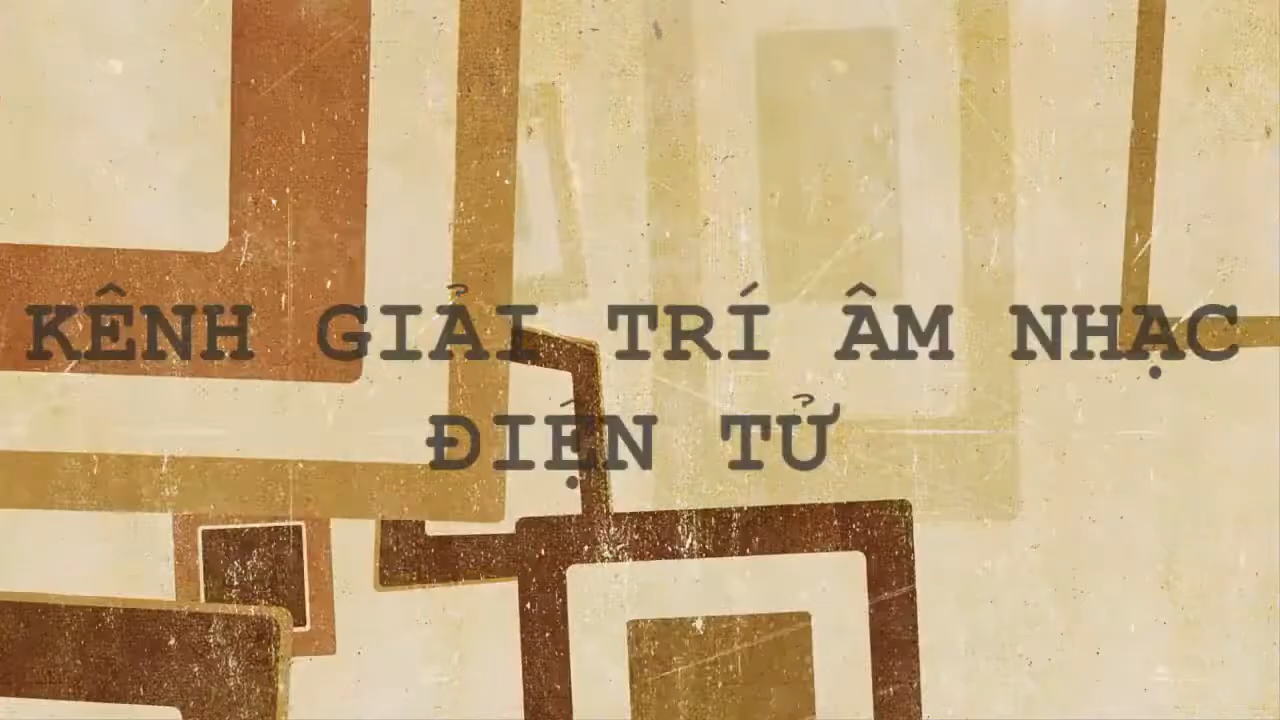 KÊNH GIẢI TRÍ ÂM NHẠC
ĐIỆN TỬ